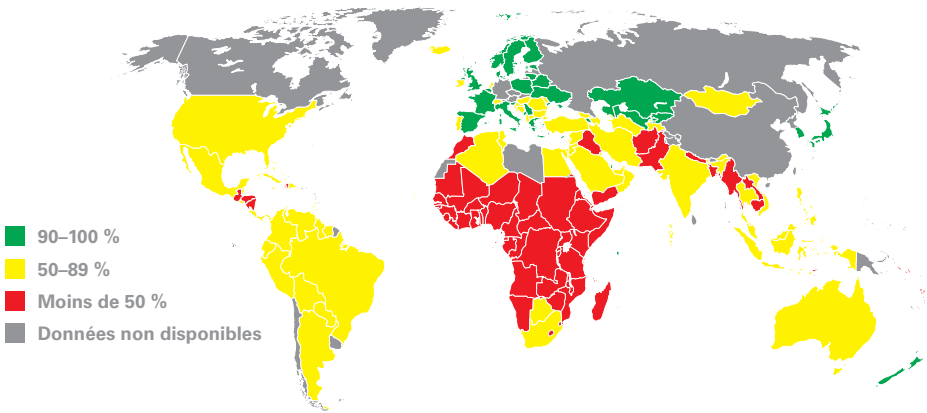 90–100 %
50–89 %
Moins de 50 %
Données non disponibles